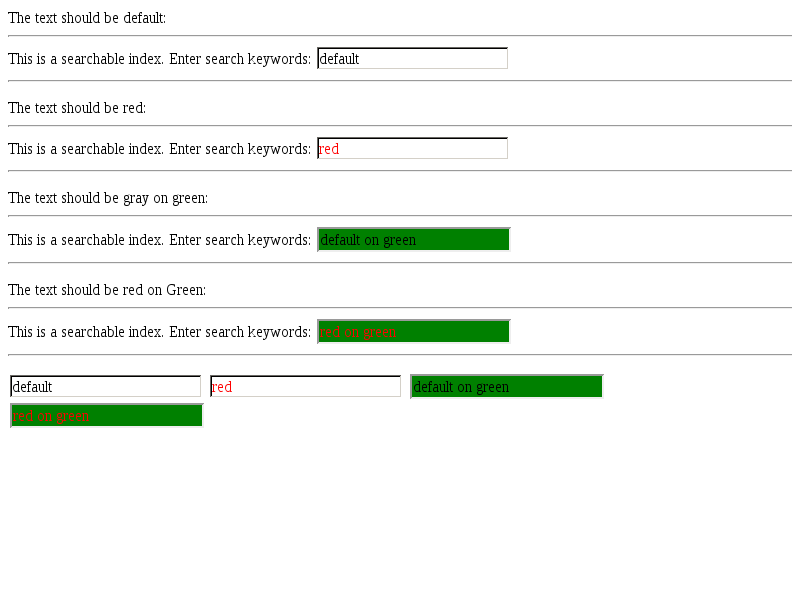 The text should be default:
This is a searchable index. Enter search keywords: default
The text should be red:
This is a searchable index. Enter search keywords: red
The text should be gray on green:
This is a searchable index. Enter search keywords: default on green
The text should be red on Green:
This is a searchable index. Enter search keywords: red on green
default red default on green
red on green